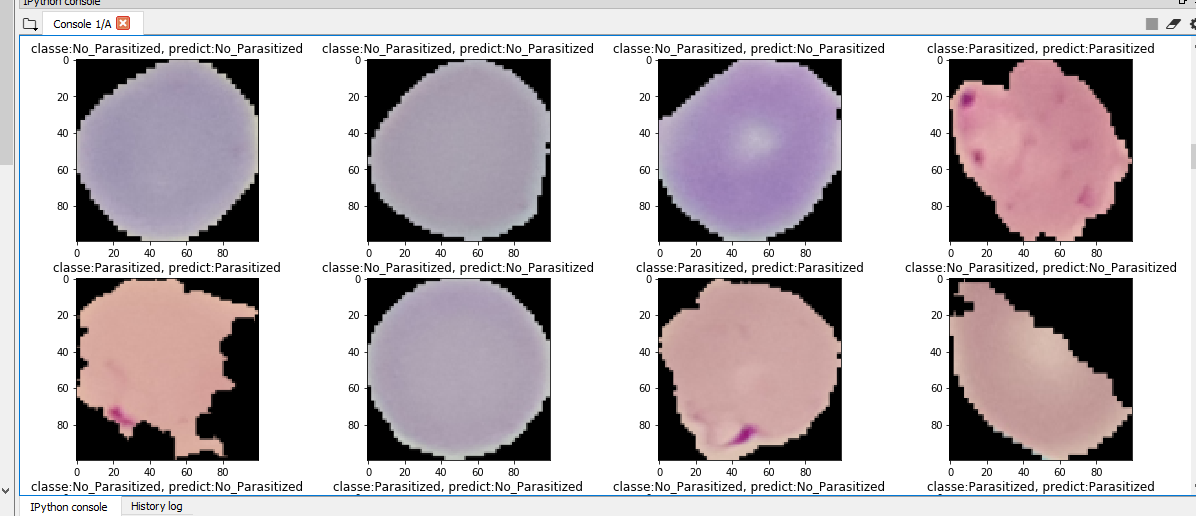 IPython console
Console 1/A
classe:No_Parasitized, predict:No_Parasitized
classe:No_Parasitized, predict:No_Parasitized
classe:No_Parasitized, predict:No_Parasitized
classe:Parasitized, predict:Parasitized
0 20 40 60 80
0 20 40 60 80
0 20 40 60 80
0 20 40 60 80
0 20 40 60 80
0 20 40 60 80
0 20 40 60 80
0 20 40 60 80
classe:Parasitized, predict:Parasitized
classe:No_Parasitized, predict:No_Parasitized
classe:Parasitized, predict:Parasitized
classe:No_Parasitized, predict:No_Parasitized
0 20 40 60 80
0 20 40 60 80
0 20 40 60 80
0 20 40 60 80
0 20 40 60 80
0 20 40 60 80
0 20 40 60 80
0 20 40 60 80
classe:No_Parasitized, predict:No_Parasitized
classe:No_Parasitized, predict:No_Parasitized
classe:No_Parasitized, predict:No_Parasitized
classe:Parasitized, predict:Parasitized
IPython console
History log